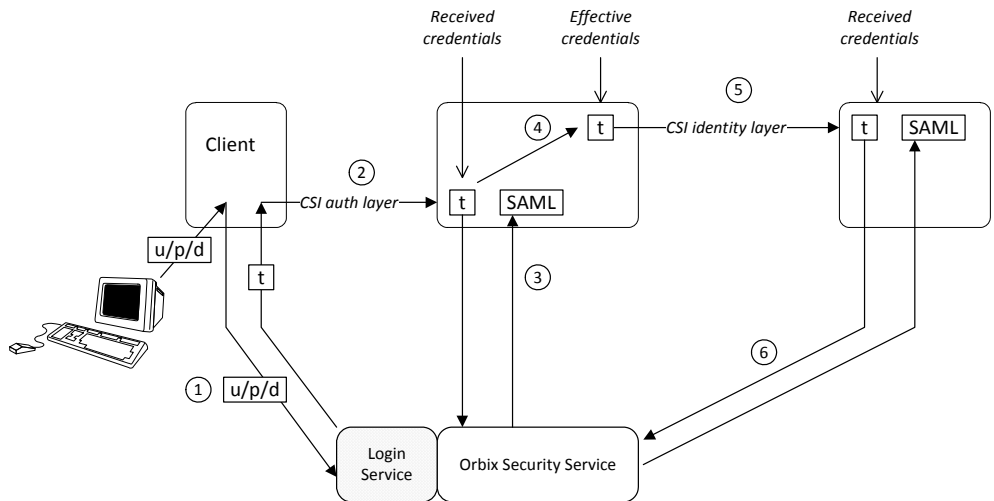 Received
credentials
Effective
credentials
Received
credentials
5
Client
4
t
CSI identity layer
t
SAML
2
CSI auth layer
t
SAML
u/p/d
t
3
6
1
u/p/d
Login
Service
Orbix Security Service